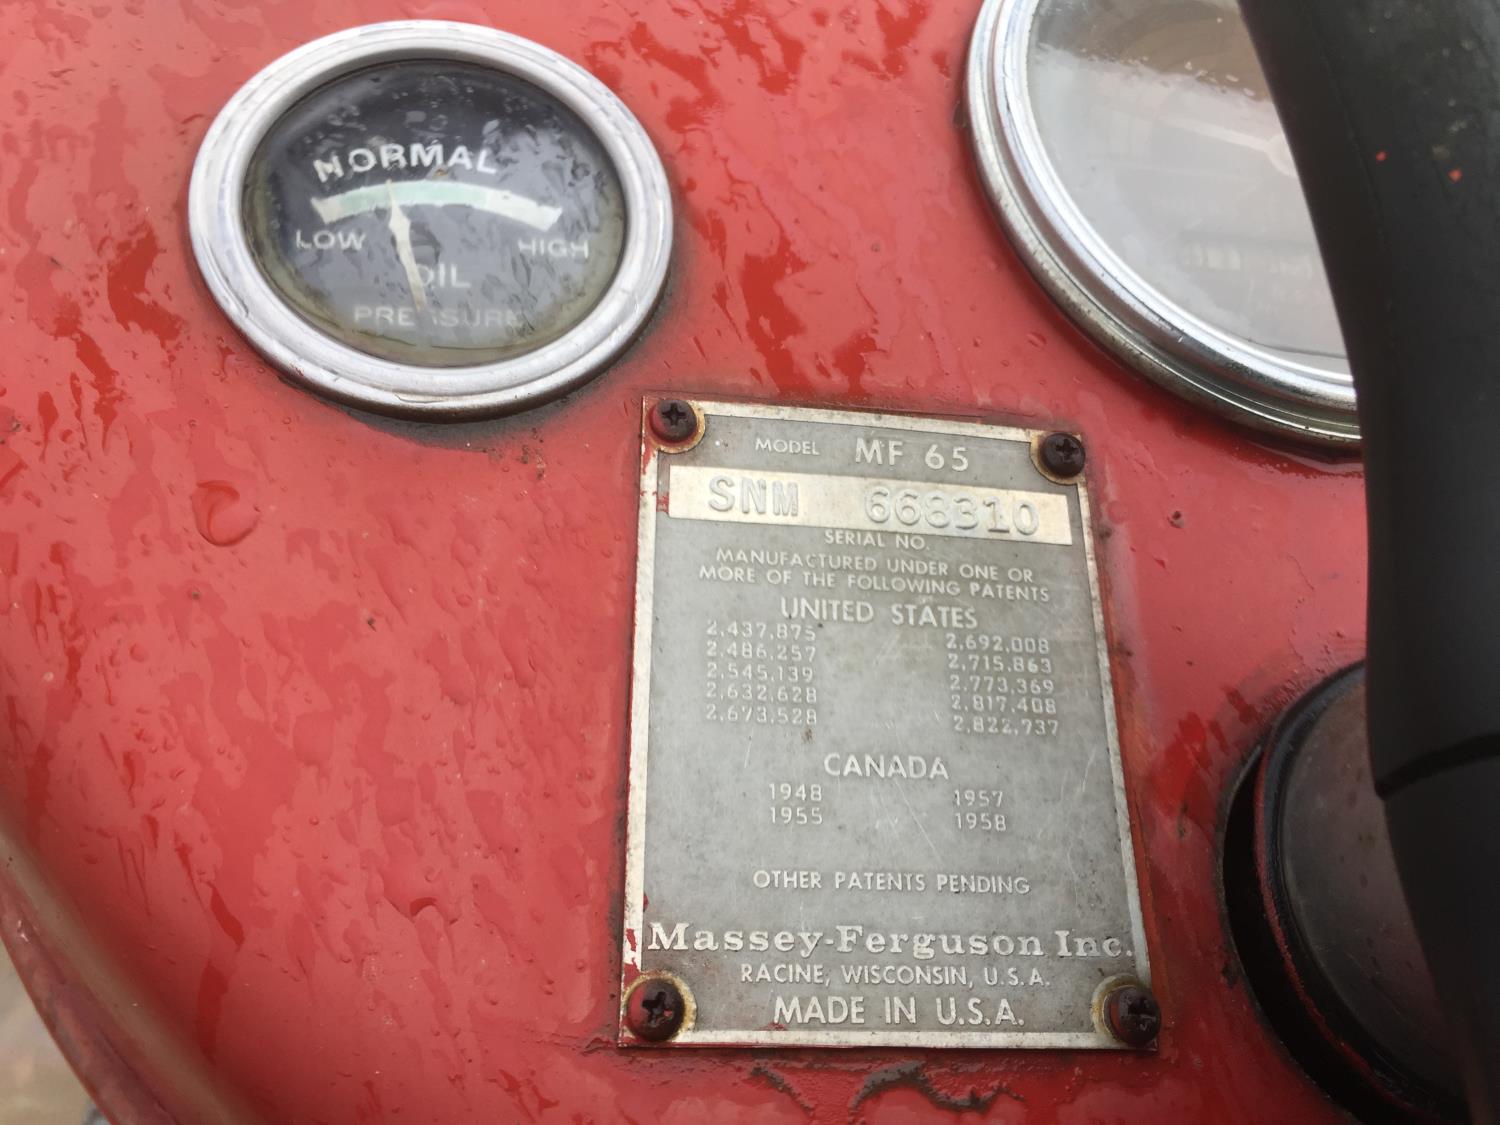 NORMAL
LOW HIGH
OIL
PRESSURE
MODEL MF 65
SNM 668310
SERIAL NO.
MANUFACTURED UNDER ONE OR
MORE OF THE FOLLOWING PATENTS
UNITED STATES
2,437,875 2,692,008
2,486,257 2,715,863
2,545,139 2,773,369
2,632,628 2,817,408
2,673,528 2,822,737
CANADA
1948 1957
1955 1958
OTHER PATENTS PENDING
Massey-Ferguson Inc.
RACINE, WISCONSIN, U.S.A.
MADE IN U.S.A.